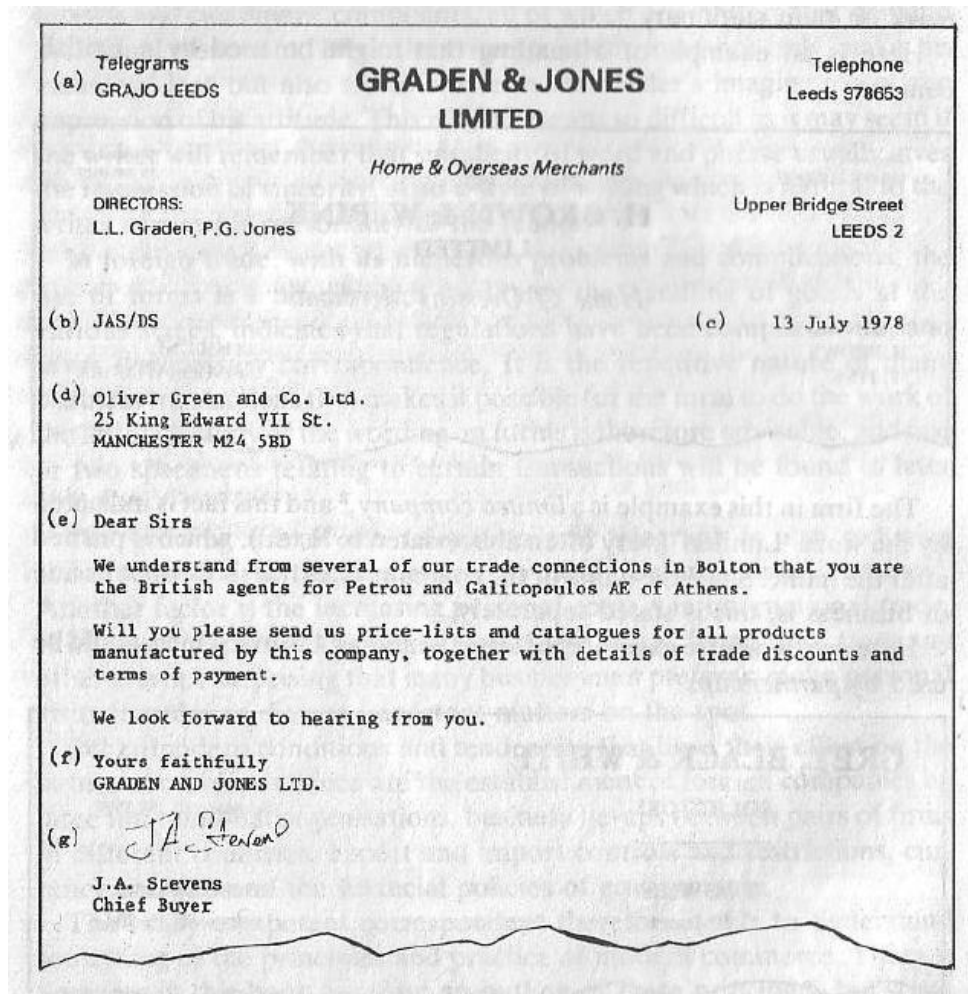 (a) Telegrams
GRAJO LEEDS
GRADEN & JONES
LIMITED
Telephone
Leeds 978653
Home & Overseas Merchants
DIRECTORS:
L.L. Graden, P.G. Jones
Upper Bridge Street
LEEDS 2
(b) JAS/DS
(c) 13 July 1978
(d) Oliver Green and Co. Ltd.
25 King Edward VII St.
MANCHESTER M24 5BD
(e) Dear Sirs
We understand from several of our trade connections in Bolton that you are
the British agents for Petrou and Galitopoulos AE of Athens.
Will you please send us price-lists and catalogues for all products
manufactured by this company, together with details of trade discounts and
terms of payment.
We look forward to hearing from you.
(f) Yours faithfully
GRADEN AND JONES LTD.
(g) JA Stevens
J.A. Stevens
Chief Buyer